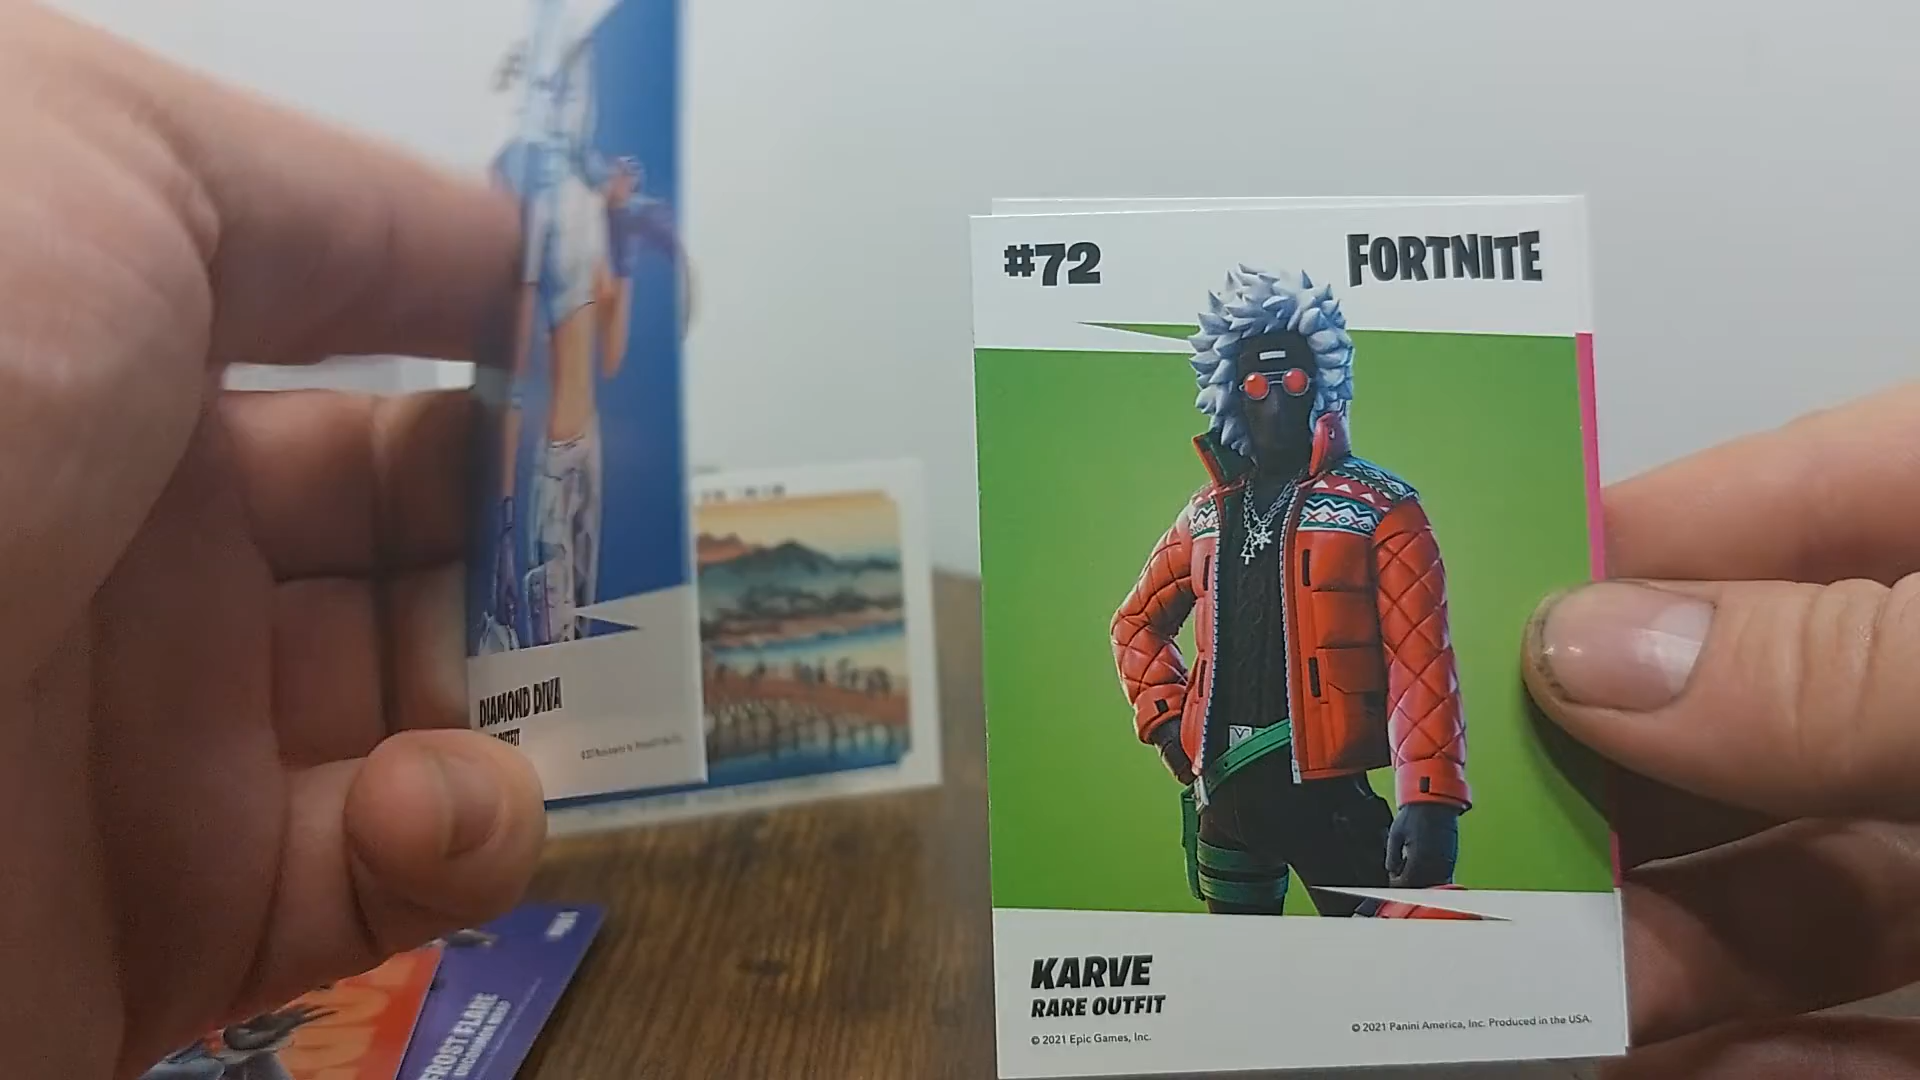 #72
FORTNITE
DIAMOND DIVA
OUTFIT
KARVE
RARE OUTFIT
© 2021 Epic Games, Inc.
© 2021 Panini America, Inc. Produced in the USA.
FROST FLARE